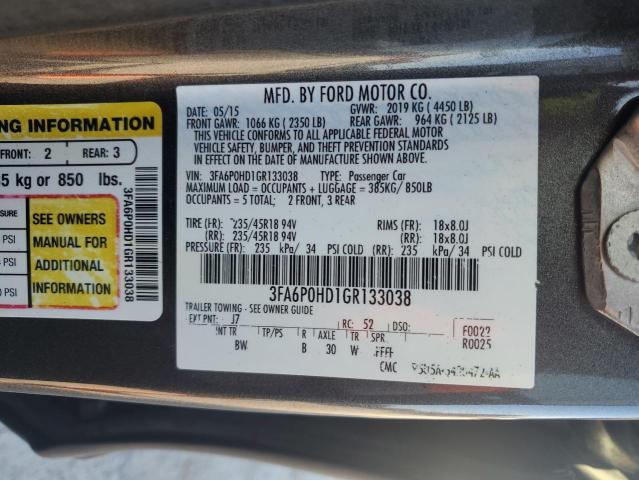 MFD. BY FORD MOTOR CO.
05/15 GVWR: 2019 KG ( 4450 LB)
FRONT GAWR: 1066 KG ( 2350 LB) REAR GAWR: 964 KG ( 2125 LB)
THIS VEHICLE CONFORMS TO ALL APPLICABLE FEDERAL MOTOR
VEHICLE SAFETY, BUMPER, AND THEFT PREVENTION STANDARDS IN
EFFECT ON THE DATE OF MANUFACTURE SHOWN ABOVE.
VIN: 3FA6P0HD1GR133038 TYPE: Passenger Car
MAXIMUM LOAD = OCCUPANTS + LUGGAGE = 385KG/ 850LB
OCCUPANTS = 5 TOTAL: 2 FRONT, 3 REAR
TIRE (FR): 235/45R18 94V RIMS (FR): 18x8.0J
(RR): 235/45R18 94V (RR): 18x8.0J
PRESSURE (FR): 235 kPa/ 34 PSI COLD (RR): 235 kPa/ 34 PSI COLD
3FA6P0HD1GR133038
TRAILER TOWING - SEE OWNER GUIDE
EXT PNT: J7 RC: 52 DSO: F0022
INT TR TP/PS R AXLE TR SPR R0025
BW B 30 W FFFF
CMC
NG INFORMATION
FRONT: 2 REAR: 3
5 kg or 850 lbs.
SURE
PSI
PSI
PSI
SEE OWNERS
MANUAL FOR
ADDITIONAL
INFORMATION
3FA6P0HD1GR133038